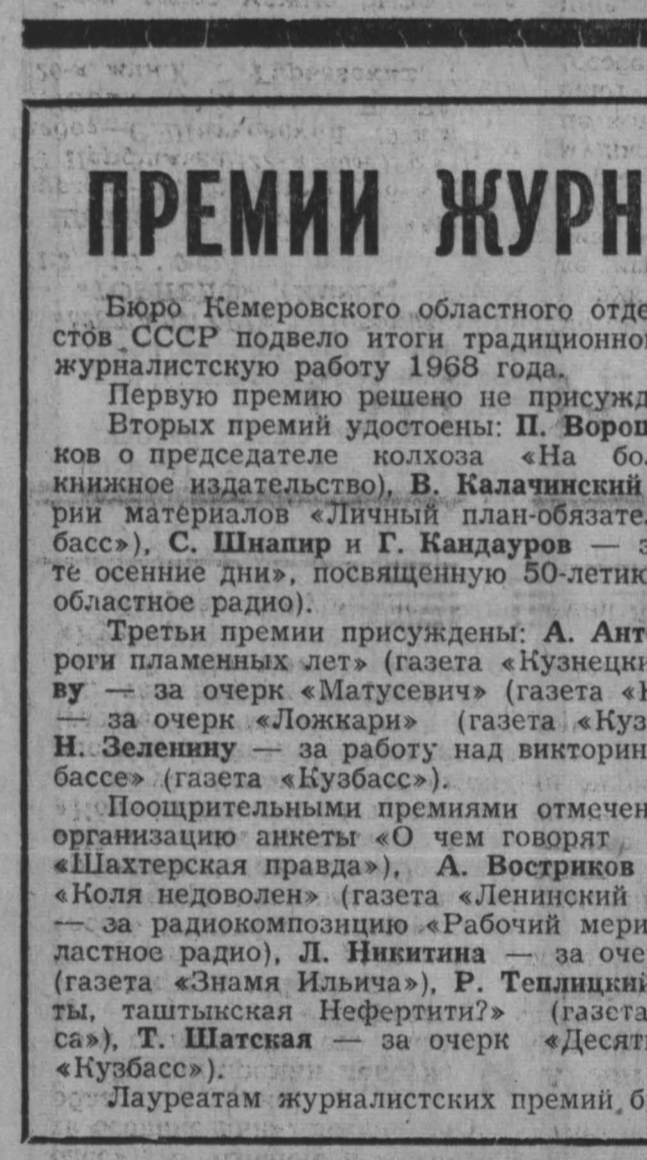 ПРЕМИИ ЖУРН
Бюро Кемеровского областного отде
стов СССР подвело итоги традиционно
журналистскую работу 1968 года.
Первую премию решено не присужд
Вторых премий удостоены: П. Ворош
ков о председателе колхоза «На бо
книжное издательство), В. Калачинский
рии материалов «Личный план-обязате
басс»), С. Шнапир и Г. Кандауров — з
те осенние дни», посвященную 50-летию
областное радио).
Третьи премии присуждены: А. Ант
роги пламенных лет» (газета «Кузнецки
ву — за очерк «Матусевич» (газета «К
— за очерк «Ложкари» (газета «Куз
Н. Зеленину — за работу над викторин
бассе» (газета «Кузбасс»).
Поощрительными премиями отмечен
организацию анкеты «О чем говорят
«Шахтерская правда»), А. Востриков
«Коля недоволен» (газета «Ленинский
— за радиокомпозицию «Рабочий мери
ластное радио), Л. Никитина — за оче
(газета «Знамя Ильича»), Р. Теплицкий
ты, таштыкская Нефертити?» (газета
са»), Т. Шатская — за очерк «Десят
«Кузбасс»).
Лауреатам журналистских премий б